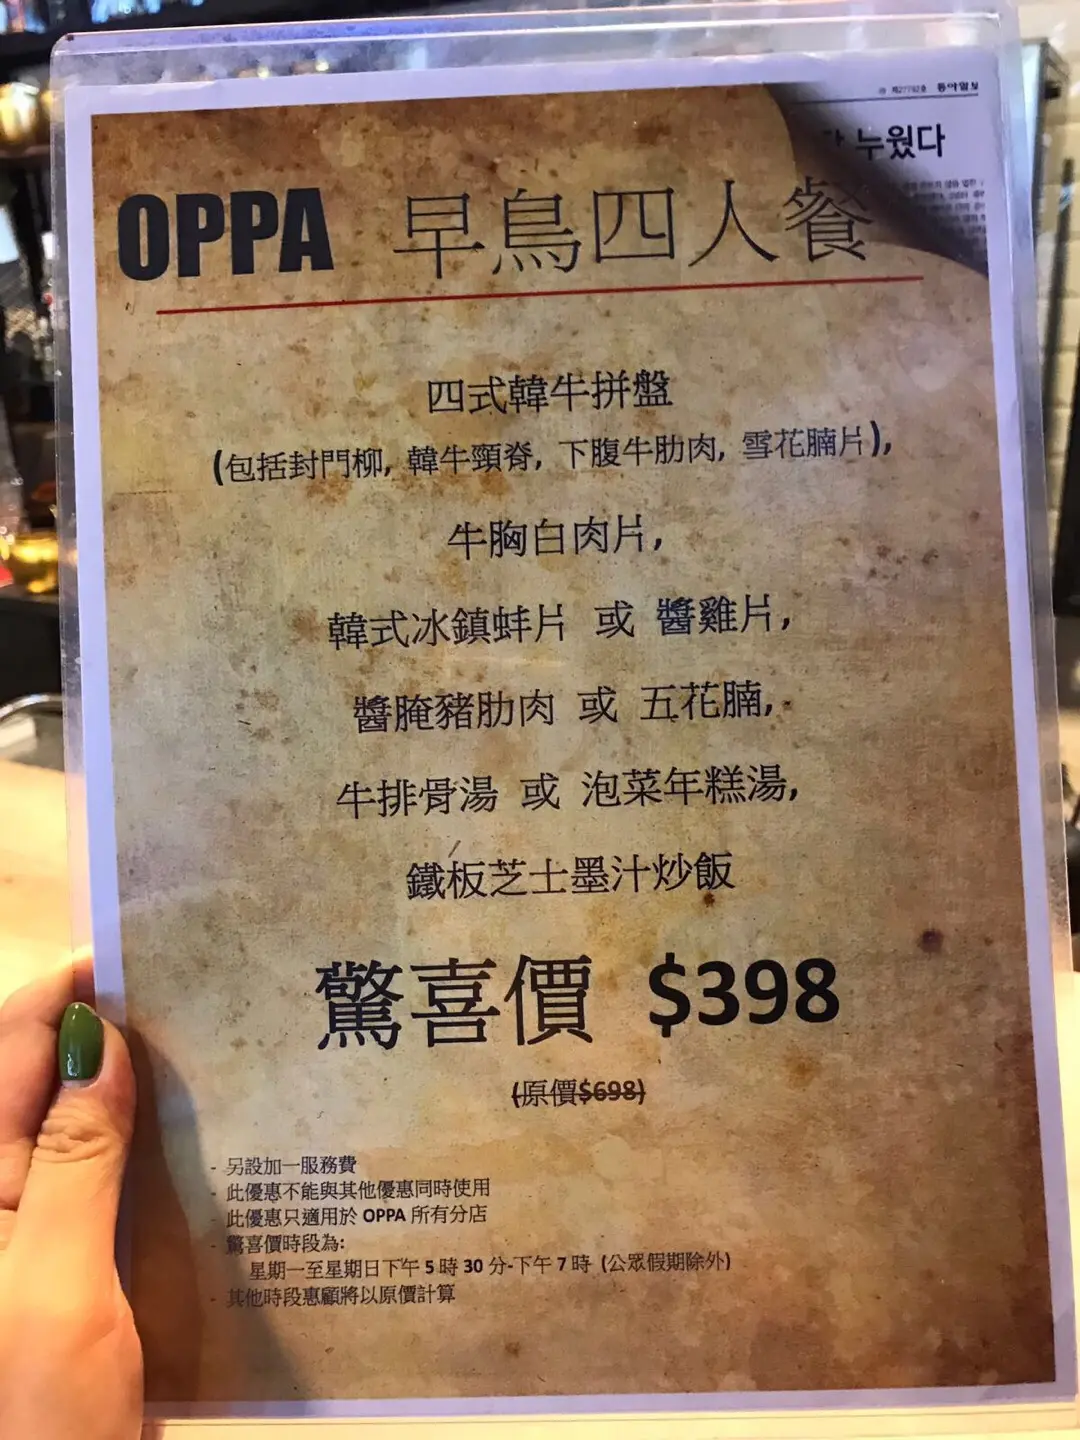 동아일보
누웠다
OPPA 早鳥四人餐
四式韓牛拼盤
(包括封門柳, 韓牛頸脊, 下腹牛肋肉, 雪花腩片),
牛胸白肉片,
韓式冰鎮蚌片 或 醬雞片,
醬腌豬肋肉 或 五花腩,
牛排骨湯 或 泡菜年糕湯,
鐵板芝士墨汁炒飯
驚喜價 $398
(原價$698)
- 另設加一服務費
- 此優惠不能與其他優惠同時使用
- 此優惠只適用於 OPPA 所有分店
- 驚喜價時段為:
星期一至星期日下午 5 時 30 分-下午 7 時 (公眾假期除外)
- 其他時段惠顧將以原價計算